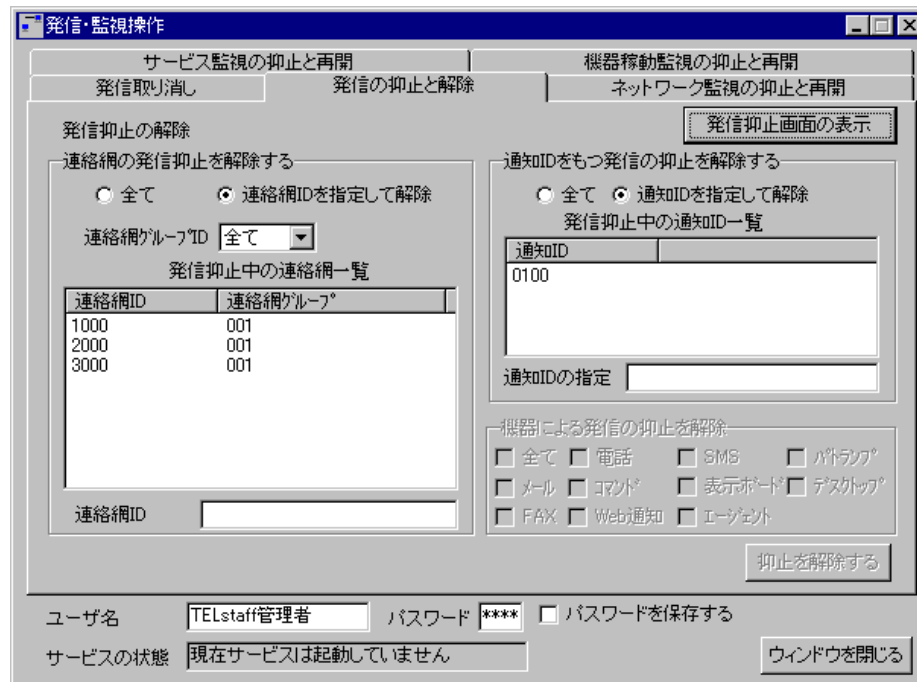 発信・監視操作
サービス監視の抑止と再開 機器稼動監視の抑止と再開
発信取り消し 発信の抑止と解除 ネットワーク監視の抑止と再開
発信抑止の解除 発信抑止画面の表示
連絡網の発信抑止を解除する
全て 連絡網IDを指定して解除
連絡網ｸﾞﾙｰﾌﾟID 全て
発信抑止中の連絡網一覧
連絡網ID 連絡網ｸﾞﾙｰﾌﾟ
1000 001
2000 001
3000 001
連絡網ID
通知IDをもつ発信の抑止を解除する
全て 通知IDを指定して解除
発信抑止中の通知ID一覧
通知ID
0100
通知IDの指定
機器による発信の抑止を解除
全て 電話 SMS ﾊﾟﾄﾗﾝﾌﾟ
ﾒｰﾙ ｺﾏﾝﾄﾞ 表示ﾎﾞｰﾄﾞ ﾃﾞｽｸﾄｯﾌﾟ
FAX Web通知 ｴｰｼﾞｪﾝﾄ
抑止を解除する
ユーザ名 TELstaff管理者 パスワード **** パスワードを保存する
サービスの状態 現在サービスは起動していません ウィンドウを閉じる